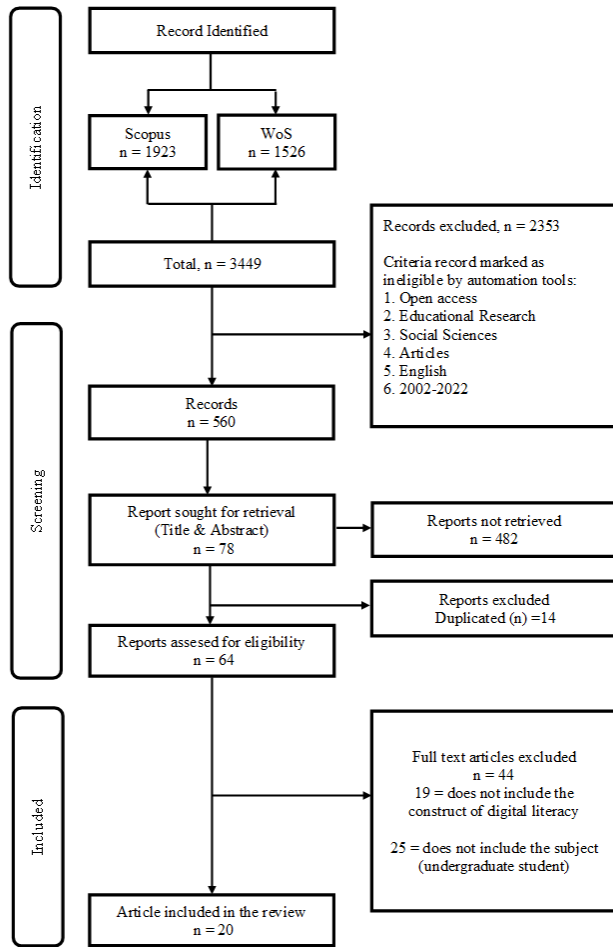 Identification
Record Identified
Scopus
n = 1923
WoS
n = 1526
Total, n = 3449
Records excluded, n = 2353
Criteria record marked as
ineligible by automation tools:
1. Open access
2. Educational Research
3. Social Sciences
4. Articles
5. English
6. 2002-2022
Screening
Records
n = 560
Report sought for retrieval
(Title & Abstract)
n = 78
Reports not retrieved
n = 482
Reports excluded
Duplicated (n) =14
Reports assesed for eligibility
n = 64
Included
Full text articles excluded
n = 44
19 = does not include the
construct of digital literacy
25 = does not include the subject
(undergraduate student)
Article included in the review
n = 20